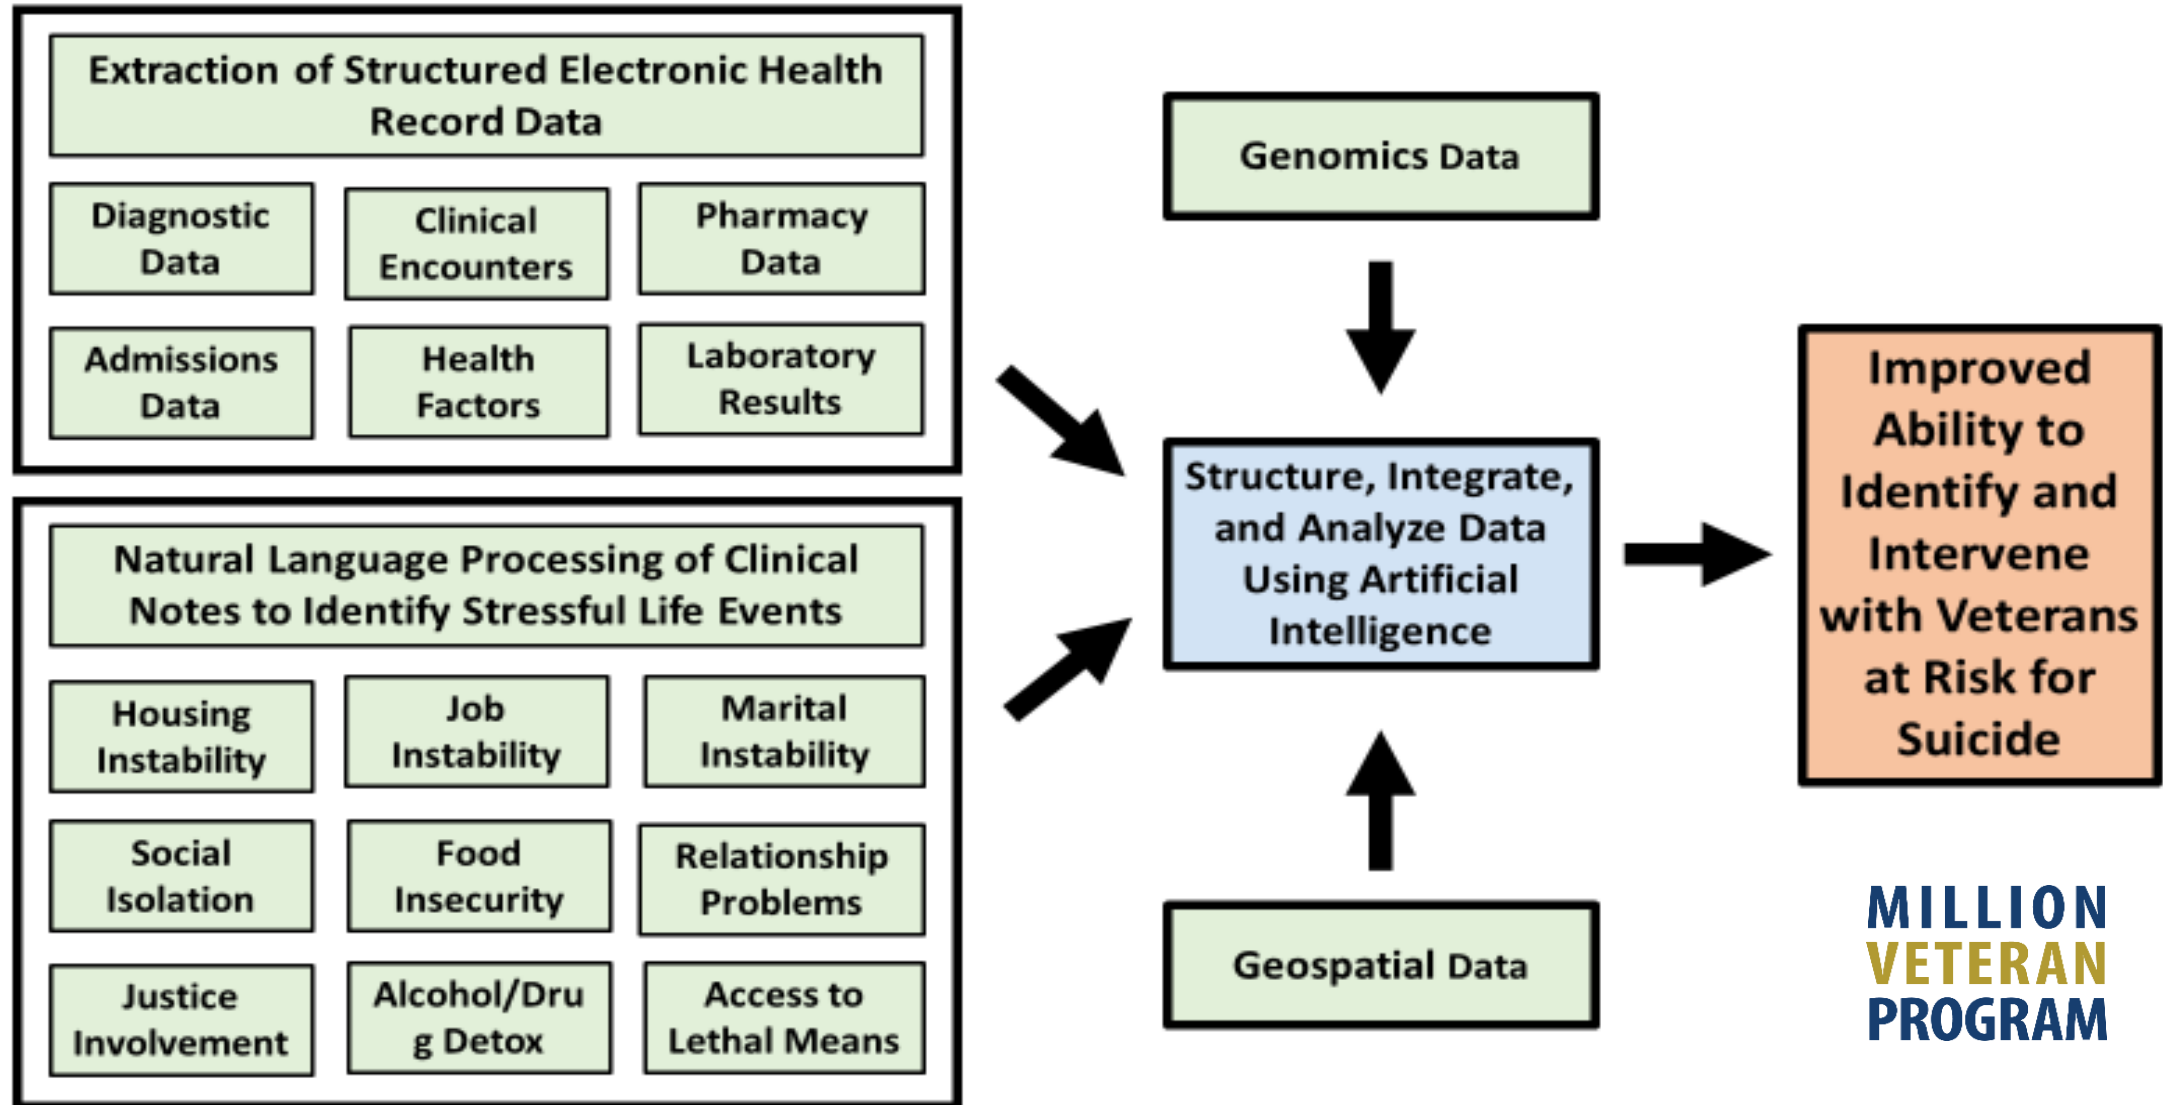 Extraction of Structured Electronic Health
Record Data
Diagnostic
Data
Clinical
Encounters
Pharmacy
Data
Admissions
Data
Health
Factors
Laboratory
Results
Natural Language Processing of Clinical
Notes to Identify Stressful Life Events
Housing
Instability
Job
Instability
Marital
Instability
Social
Isolation
Food
Insecurity
Relationship
Problems
Justice
Involvement
Alcohol/Dru
g Detox
Access to
Lethal Means
Genomics Data
Structure, Integrate,
and Analyze Data
Using Artificial
Intelligence
Geospatial Data
Improved
Ability to
Identify and
Intervene
with Veterans
at Risk for
Suicide
MILLION
VETERAN
PROGRAM